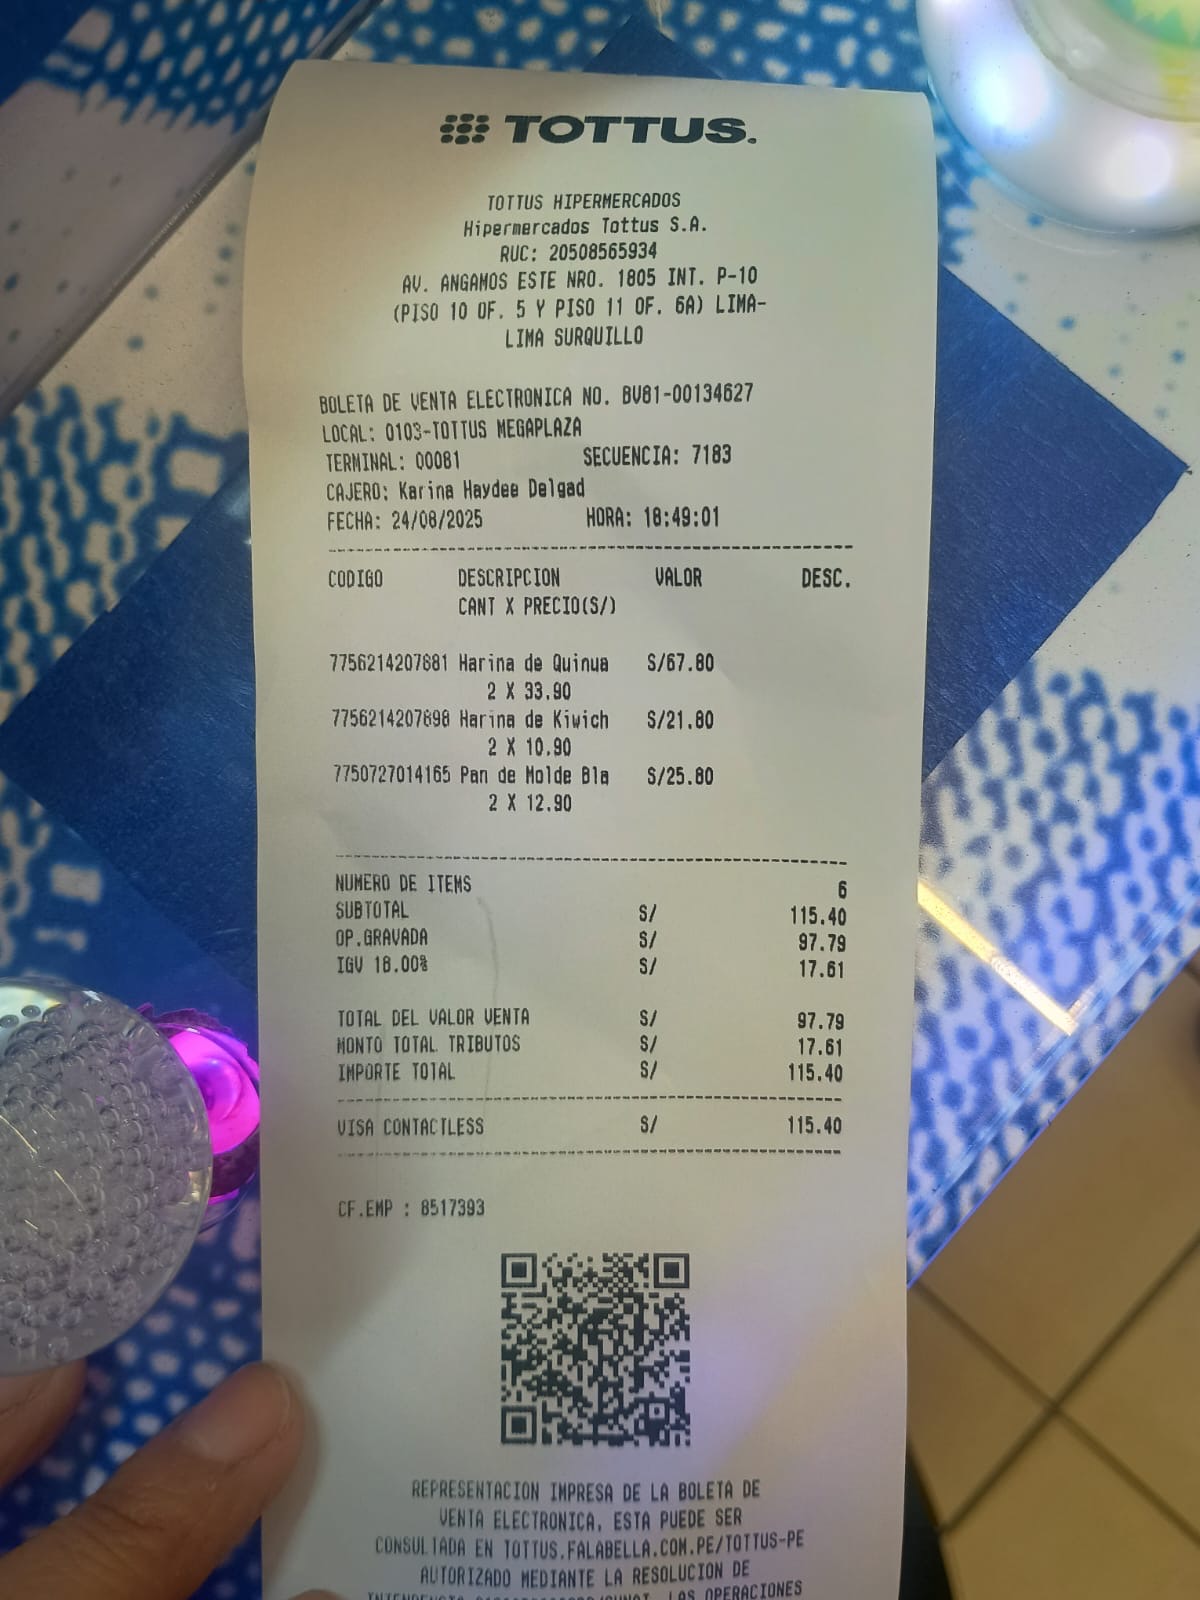 TOTTUS.
TOTTUS HIPERMERCADOS
Hipermercados Tottus S.A.
RUC: 20508565934
AV. ANGAMOS ESTE NRO. 1805 INT. P-10
(PISO 10 OF. 5 Y PISO 11 OF. 6A) LIMA-
LIMA SURQUILLO
BOLETA DE VENTA ELECTRONICA NO. BV81-00134627
LOCAL: 0103-TOTTUS MEGAPLAZA
TERMINAL: 00081 SECUENCIA: 7183
CAJERO: Karina Haydee Delgad
FECHA: 24/08/2025 HORA: 18:49:01
CODIGO DESCRIPCION VALOR DESC.
CANT X PRECIO(S/)
7756214207881 Harina de Quinua S/67.80
2 X 33.90
7756214207898 Harina de Kiwich S/21.80
2 X 10.90
7750727014165 Pan de Molde Bla S/25.80
2 X 12.90
NUMERO DE ITEMS 6
SUBTOTAL S/ 115.40
OP.GRAVADA S/ 97.79
IGV 18.00% S/ 17.61
TOTAL DEL VALOR VENTA S/ 97.79
MONTO TOTAL TRIBUTOS S/ 17.61
IMPORTE TOTAL S/ 115.40
VISA CONTACTLESS S/ 115.40
CF.EMP : 8517393
REPRESENTACION IMPRESA DE LA BOLETA DE
VENTA ELECTRONICA, ESTA PUEDE SER
CONSULTADA EN TOTTUS.FALABELLA.COM.PE/TOTTUS-PE
AUTORIZADO MEDIANTE LA RESOLUCION DE
LAS OPERACIONES